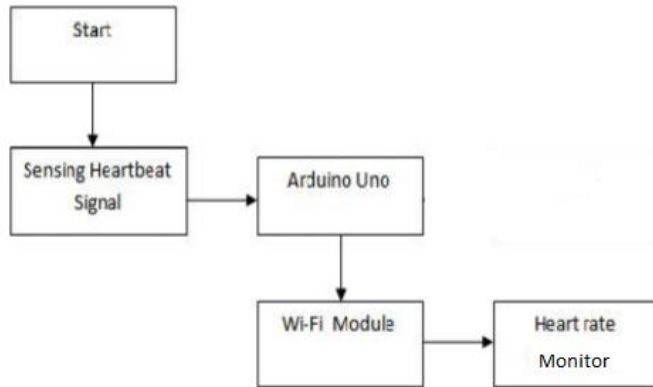 Start
Sensing Heartbeat
Signal
Arduino Uno
Wi-Fi Module
Heart rate
Monitor